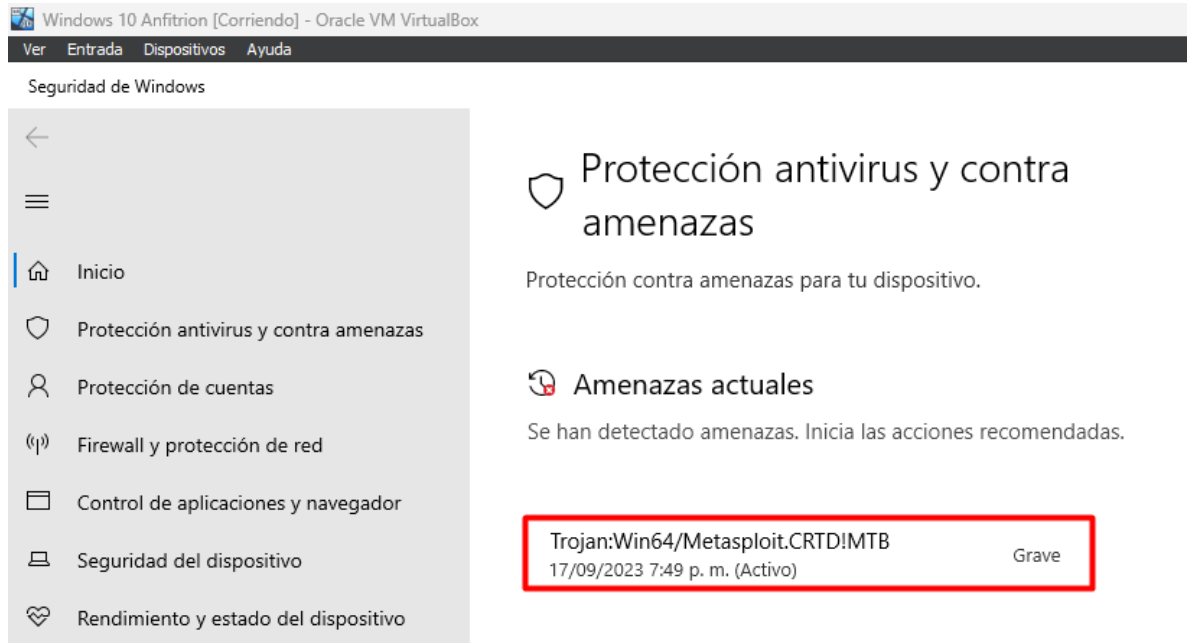 Windows 10 Anfitrion [Corriendo] - Oracle VM VirtualBox
Ver Entrada Dispositivos Ayuda
Seguridad de Windows
Inicio
Protección antivirus y contra amenazas
Protección de cuentas
Firewall y protección de red
Control de aplicaciones y navegador
Seguridad del dispositivo
Rendimiento y estado del dispositivo
Protección antivirus y contra
amenazas
Protección contra amenazas para tu dispositivo.
Amenazas actuales
Se han detectado amenazas. Inicia las acciones recomendadas.
Trojan:Win64/Metasploit.CRTD!MTB
17/09/2023 7:49 p. m. (Activo)
Grave